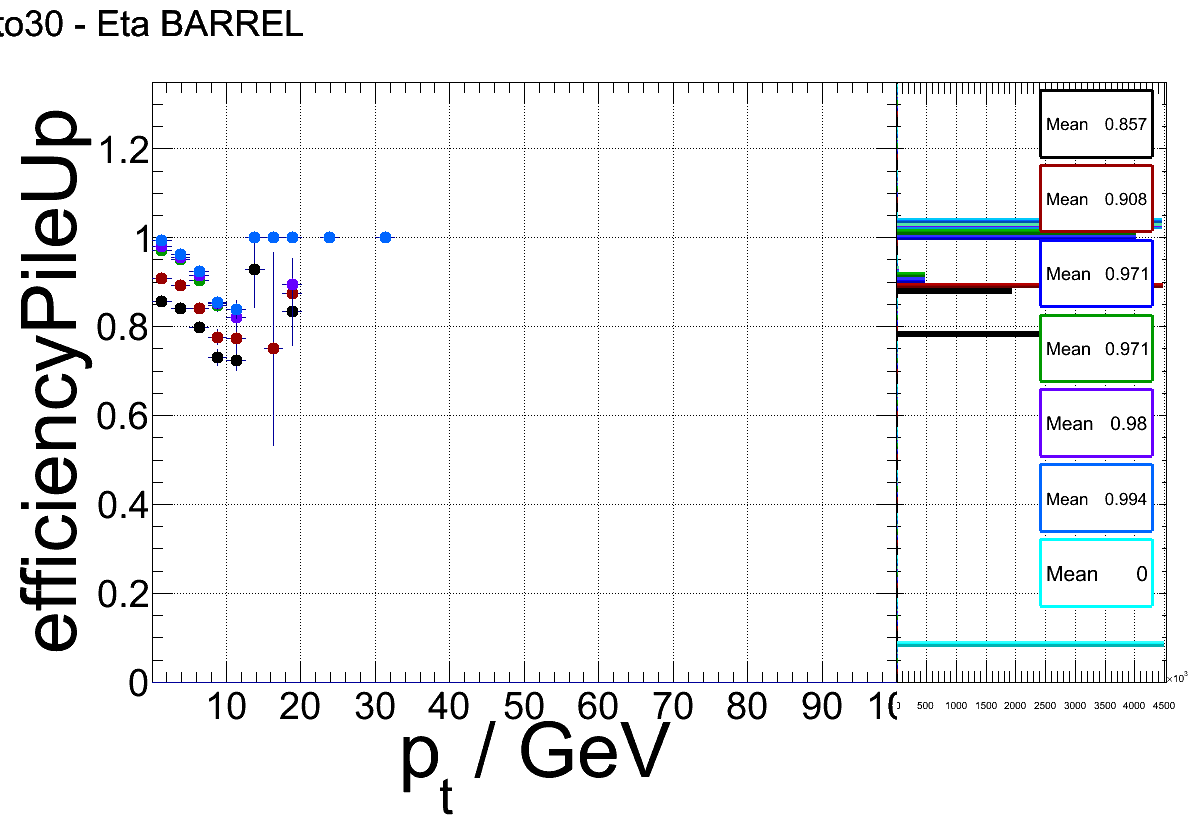 to30 - Eta BARREL
efficiencyPileUp
1.2
1
0.8
0.6
0.4
0.2
0
10 20 30 40 50 60 70 80 90
p_t / GeV
Mean 0.857
Mean 0.908
Mean 0.971
Mean 0.971
Mean 0.98
Mean 0.994
Mean 0
500 1000 1500 2000 2500 3000 3500 4000 4500
×10³